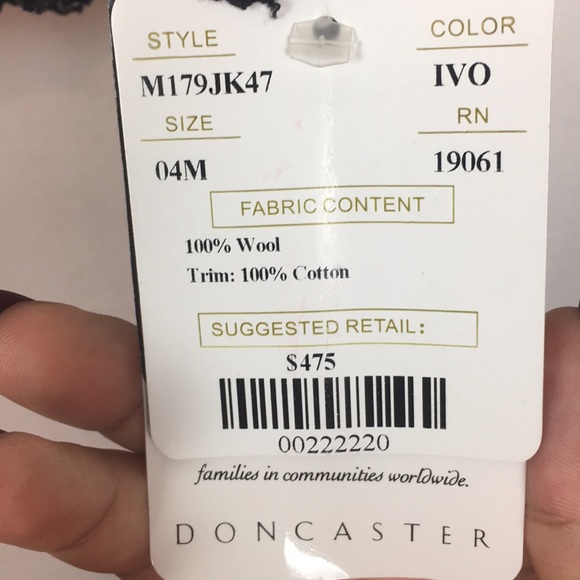 STYLE COLOR
M179JK47 IVO
SIZE RN
04M 19061
FABRIC CONTENT
100% Wool
Trim: 100% Cotton
SUGGESTED RETAIL:
$475
00222220
families in communities worldwide.
DONCASTER